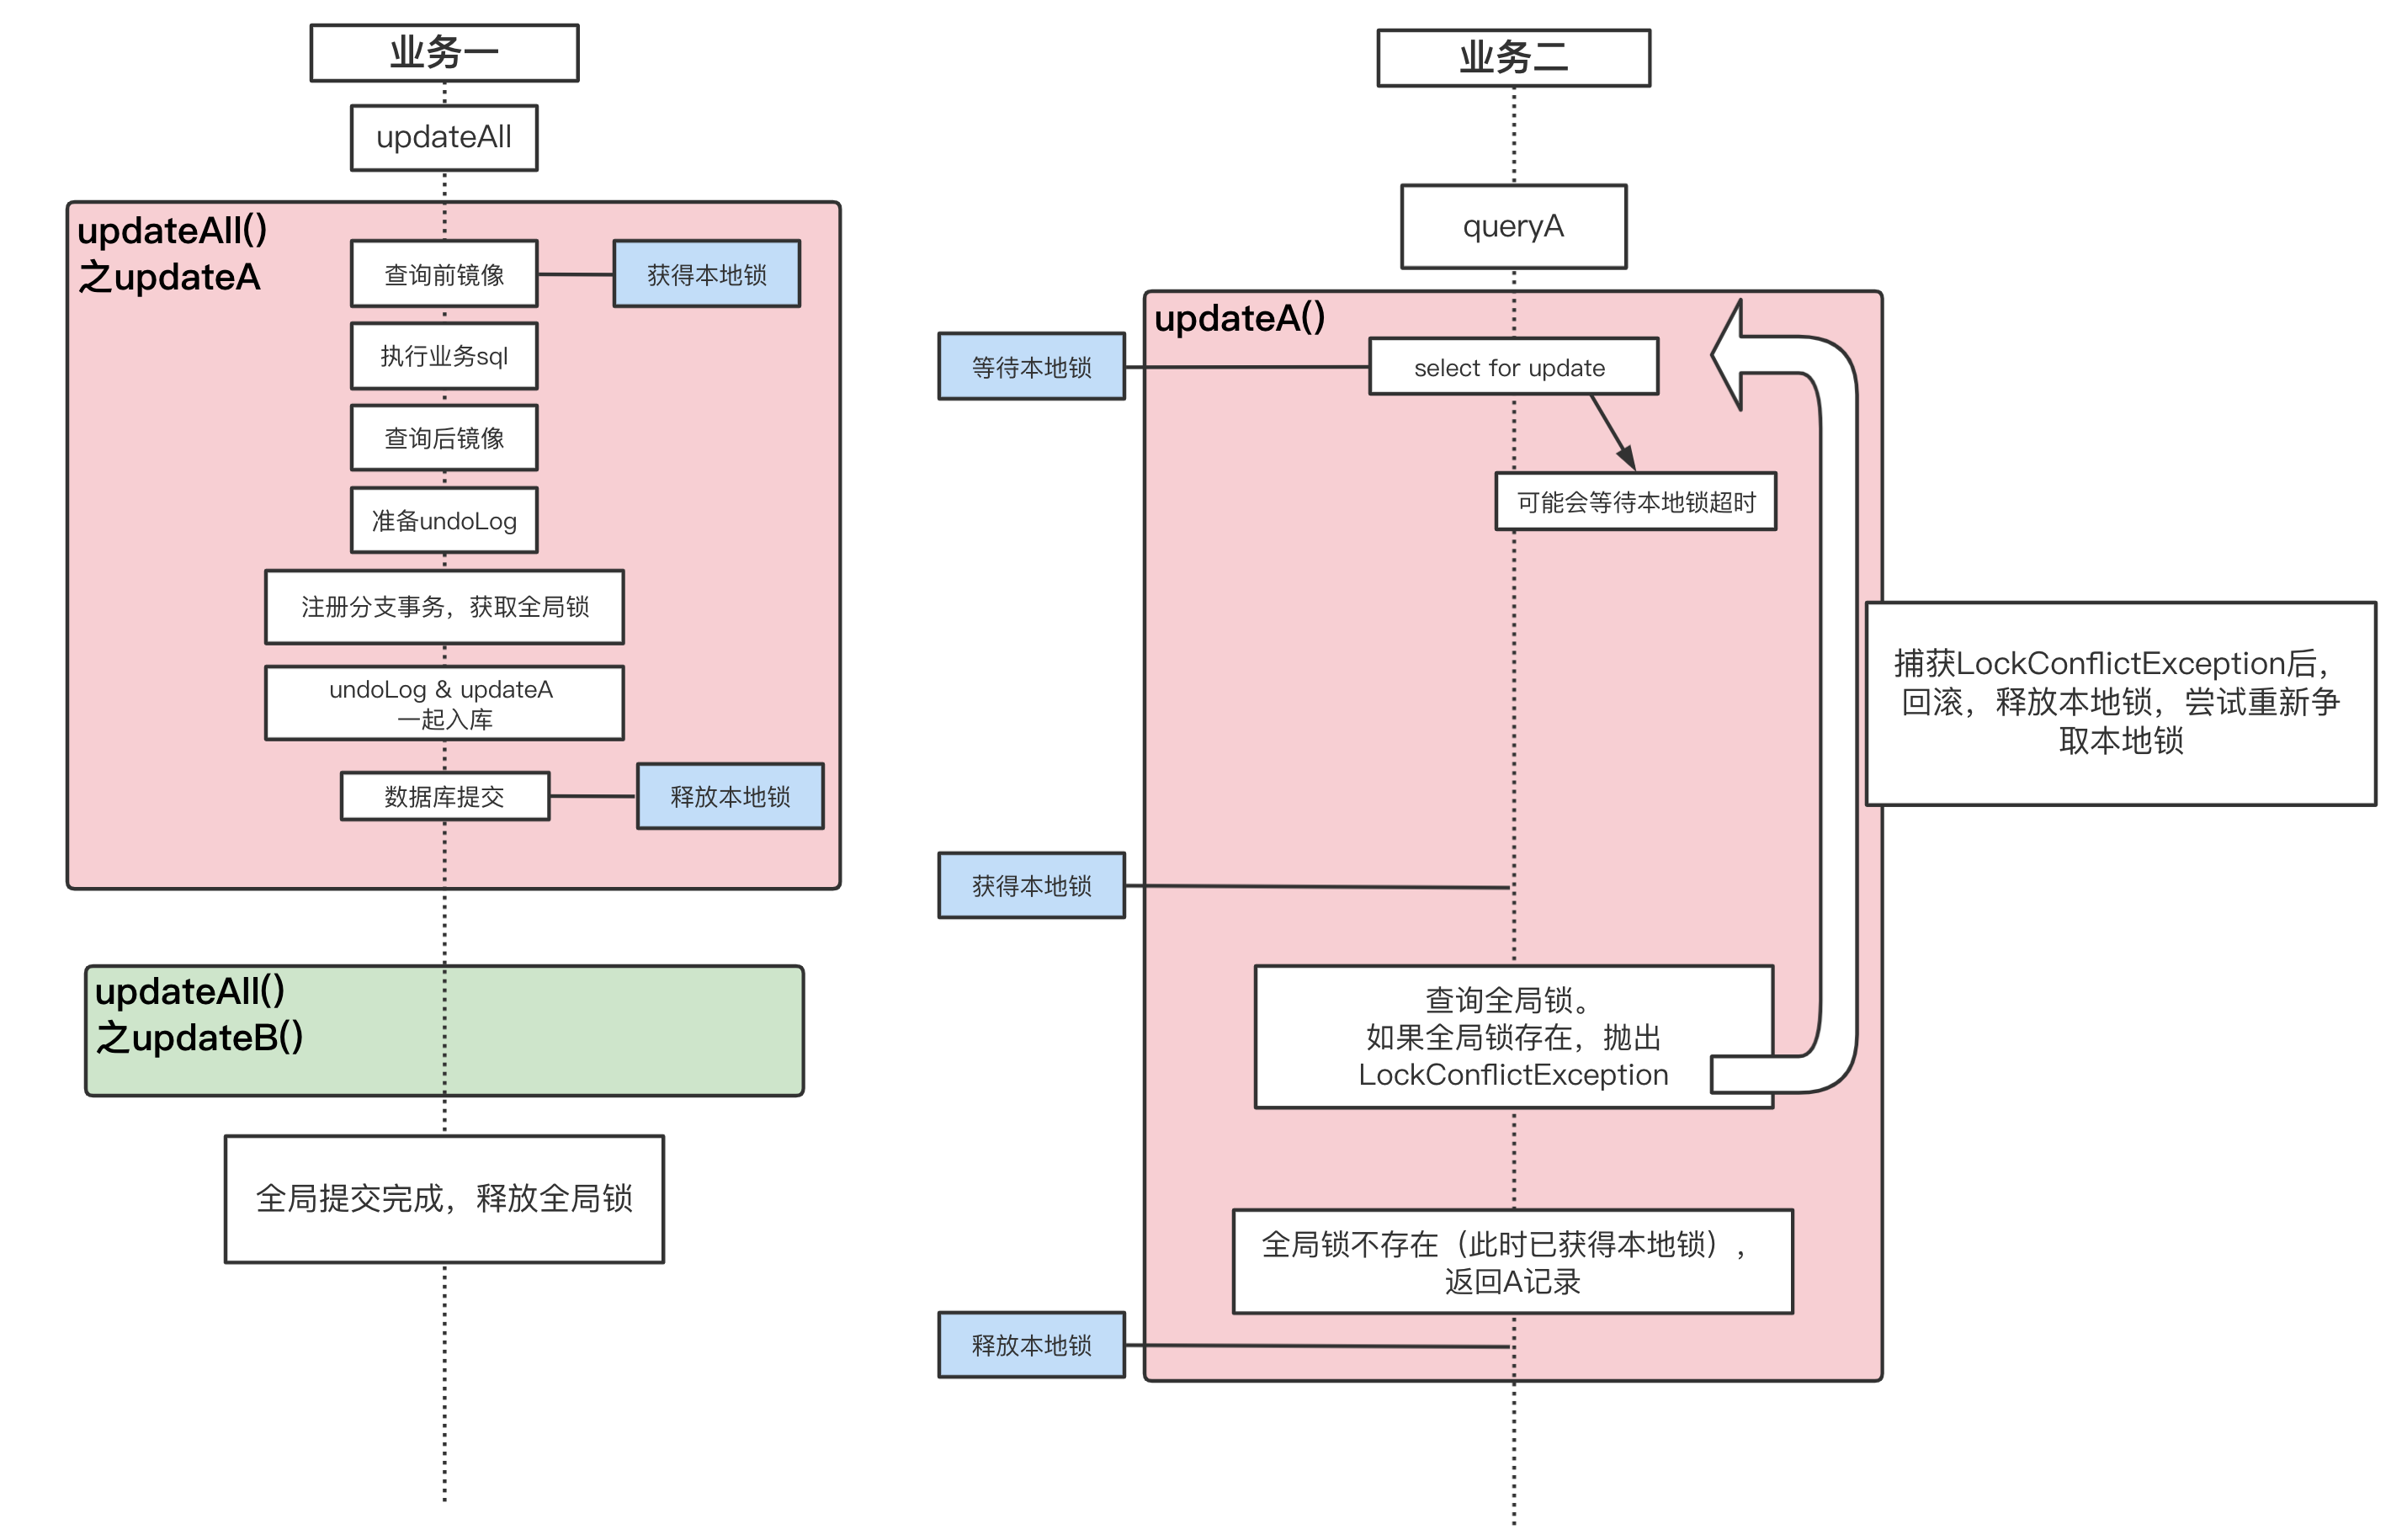 业务一
updateAll
updateAll()
之updateA
查询前镜像
获得本地锁
执行业务sql
查询后镜像
准备undoLog
注册分支事务，获取全局锁
undoLog & updateA
一起入库
数据库提交
释放本地锁
updateAll()
之updateB()
全局提交完成，释放全局锁
业务二
queryA
updateA()
等待本地锁
select for update
可能会等待本地锁超时
捕获LockConflictException后，
回滚，释放本地锁，尝试重新争
取本地锁
获得本地锁
查询全局锁。
如果全局锁存在，抛出
LockConflictException
全局锁不存在（此时已获得本地锁），
返回A记录
释放本地锁